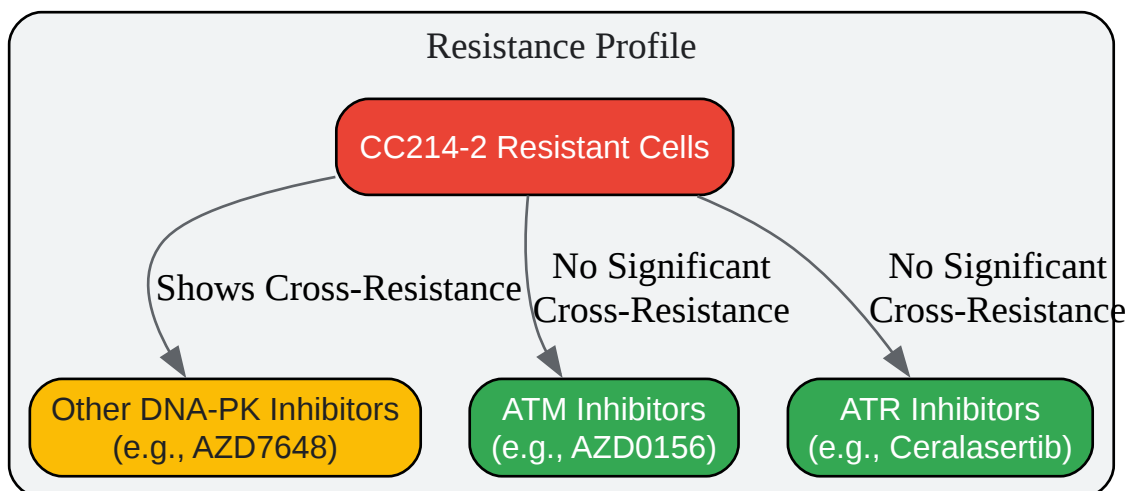 Resistance Profile
CC214-2 Resistant Cells
Shows Cross-Resistance
No Significant
Cross-Resistance
No Significant
Cross-Resistance
Other DNA-PK Inhibitors
(e.g., AZD7648)
ATM Inhibitors
(e.g., AZD0156)
ATR Inhibitors
(e.g., Ceralasertib)